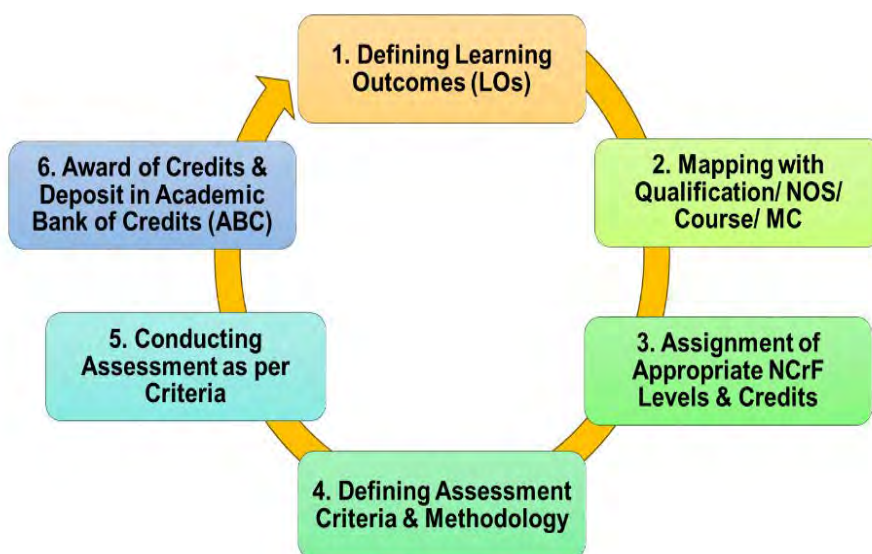 1. Defining Learning
Outcomes (LOs)
2. Mapping with
Qualification/ NOS/
Course/ MC
3. Assignment of
Appropriate NCrF
Levels & Credits
4. Defining Assessment
Criteria & Methodology
5. Conducting
Assessment as per
Criteria
6. Award of Credits &
Deposit in Academic
Bank of Credits (ABC)